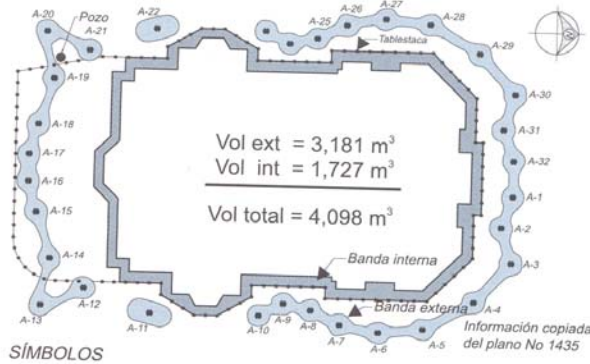 A-20
Pozo
A-21
A-22
A-25
A-26
A-27
A-28
Tablestaca
A-29
A-19
A-30
A-18
A-31
A-17
A-32
A-16
A-1
A-15
A-2
A-14
A-3
A-13
A-12
A-11
A-10
A-9
A-8
A-7
A-6
A-5
A-4
Vol ext = 3,181 m³
Vol int = 1,727 m³
Vol total = 4,098 m³
Banda interna
Banda externa
Información copiada
del plano No 1435
SÍMBOLOS